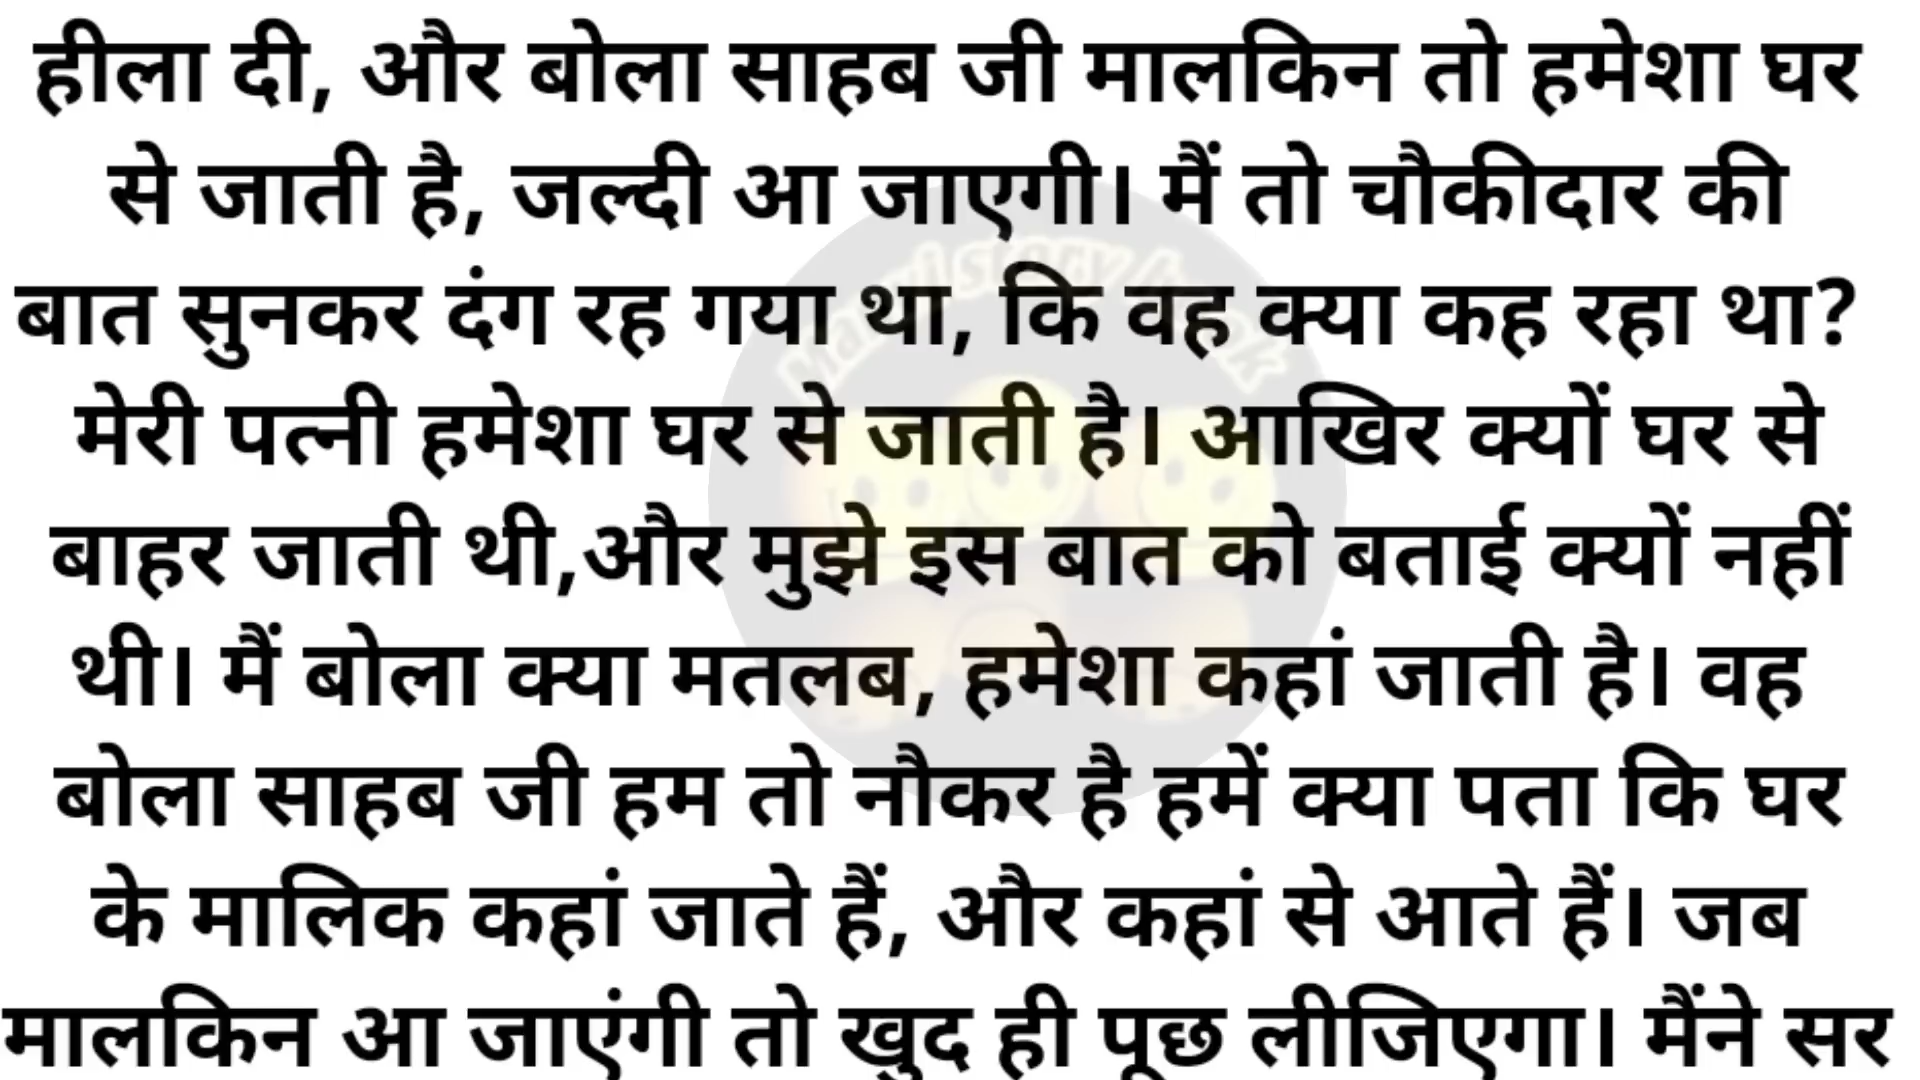 हीला दी, और बोला साहब जी मालकिन तो हमेशा घर
से जाती है, जल्दी आ जाएगी। मैं तो चौकीदार की
बात सुनकर दंग रह गया था, कि वह क्या कह रहा था?
मेरी पत्नी हमेशा घर से जाती है। आखिर क्यों घर से
बाहर जाती थी,और मुझे इस बात को बताई क्यों नहीं
थी। मैं बोला क्या मतलब, हमेशा कहां जाती है। वह
बोला साहब जी हम तो नौकर है हमें क्या पता कि घर
के मालिक कहां जाते हैं, और कहां से आते हैं। जब
मालकिन आ जाएंगी तो खुद ही पूछ लीजिएगा। मैंने सर